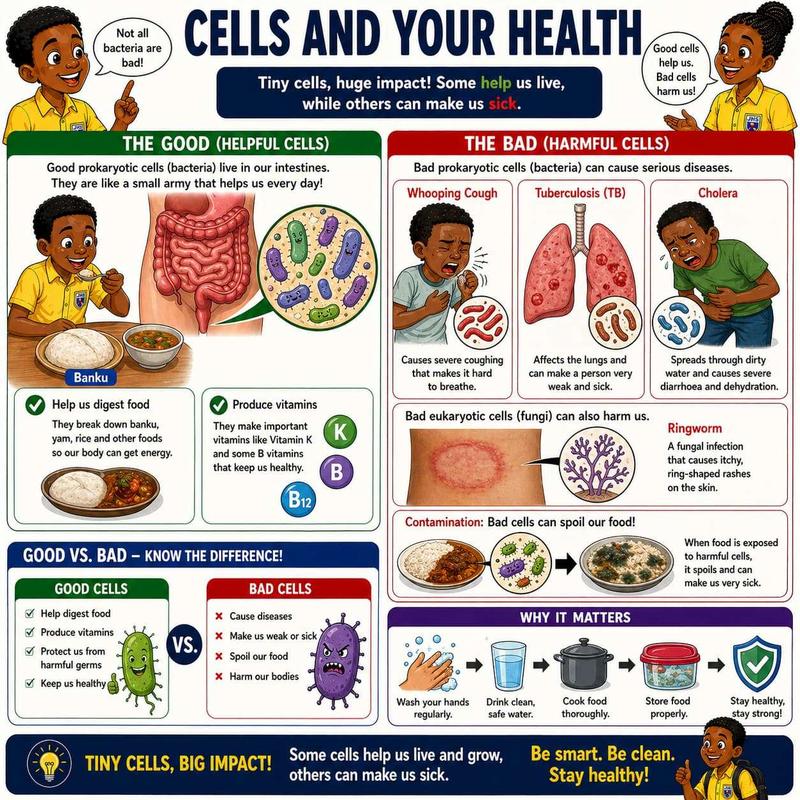 CELLS AND YOUR HEALTH
Not all
bacteria are
bad!
Good cells
help us.
Bad cells
harm us!
Tiny cells, huge impact! Some help us live,
while others can make us sick.
JHS
JHS
THE GOOD (HELPFUL CELLS)
Good prokaryotic cells (bacteria) live in our intestines.
They are like a small army that helps us every day!
Banku
Help us digest food
They break down banku,
yam, rice and other foods
so our body can get energy.
Produce vitamins
They make important
vitamins like Vitamin K
and some B vitamins
that keep us healthy.
K
B
B12
THE BAD (HARMFUL CELLS)
Bad prokaryotic cells (bacteria) can cause serious diseases.
Whooping Cough
Causes severe coughing
that makes it hard
to breathe.
Tuberculosis (TB)
Affects the lungs and
can make a person very
weak and sick.
Cholera
Spreads through dirty
water and causes severe
diarrhoea and dehydration.
Bad eukaryotic cells (fungi) can also harm us.
Ringworm
A fungal infection
that causes itchy,
ring-shaped rashes
on the skin.
Contamination: Bad cells can spoil our food!
When food is exposed
to harmful cells,
it spoils and can
make us very sick.
GOOD VS. BAD – KNOW THE DIFFERENCE!
GOOD CELLS
Help digest food
Produce vitamins
Protect us from
harmful germs
Keep us healthy
VS.
BAD CELLS
Cause diseases
Make us weak or sick
Spoil our food
Harm our bodies
WHY IT MATTERS
Wash your hands
regularly.
Drink clean,
safe water.
Cook food
thoroughly.
Store food
properly.
Stay healthy,
stay strong!
TINY CELLS, BIG IMPACT!
Some cells help us live and grow,
others can make us sick.
Be smart. Be clean.
Stay healthy!